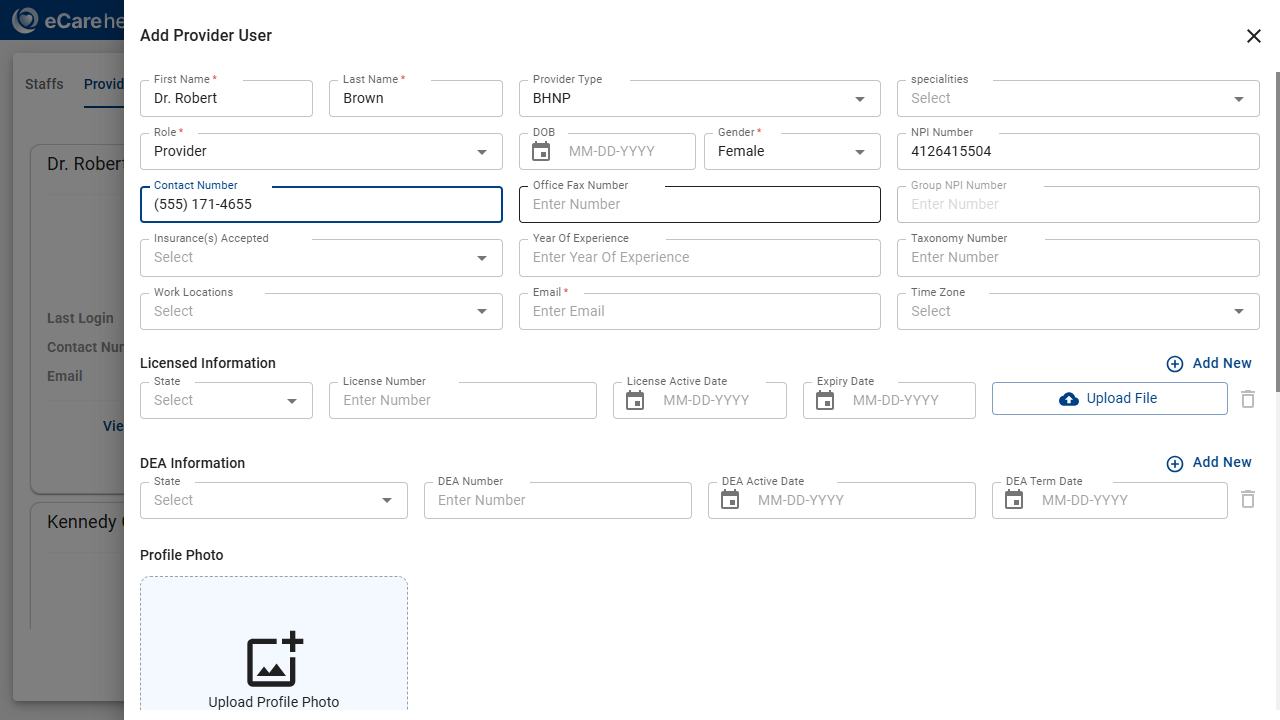 eCare he
Add Provider User
Staffs
Provid
First Name *
Dr. Robert
Last Name *
Brown
Provider Type
BHNP
specialities
Select
Role *
Provider
DOB
MM-DD-YYYY
Gender *
Female
NPI Number
4126415504
Dr. Robert
Contact Number
(555) 171-4655
Office Fax Number
Enter Number
Group NPI Number
Enter Number
Insurance(s) Accepted
Select
Year Of Experience
Enter Year Of Experience
Taxonomy Number
Enter Number
Work Locations
Select
Email *
Enter Email
Time Zone
Select
Last Login
Contact Num
Email
Vie
Licensed Information
Add New
State
Select
License Number
Enter Number
License Active Date
MM-DD-YYYY
Expiry Date
MM-DD-YYYY
Upload File
DEA Information
Add New
State
Select
DEA Number
Enter Number
DEA Active Date
MM-DD-YYYY
DEA Term Date
MM-DD-YYYY
Kennedy
Profile Photo
Upload Profile Photo